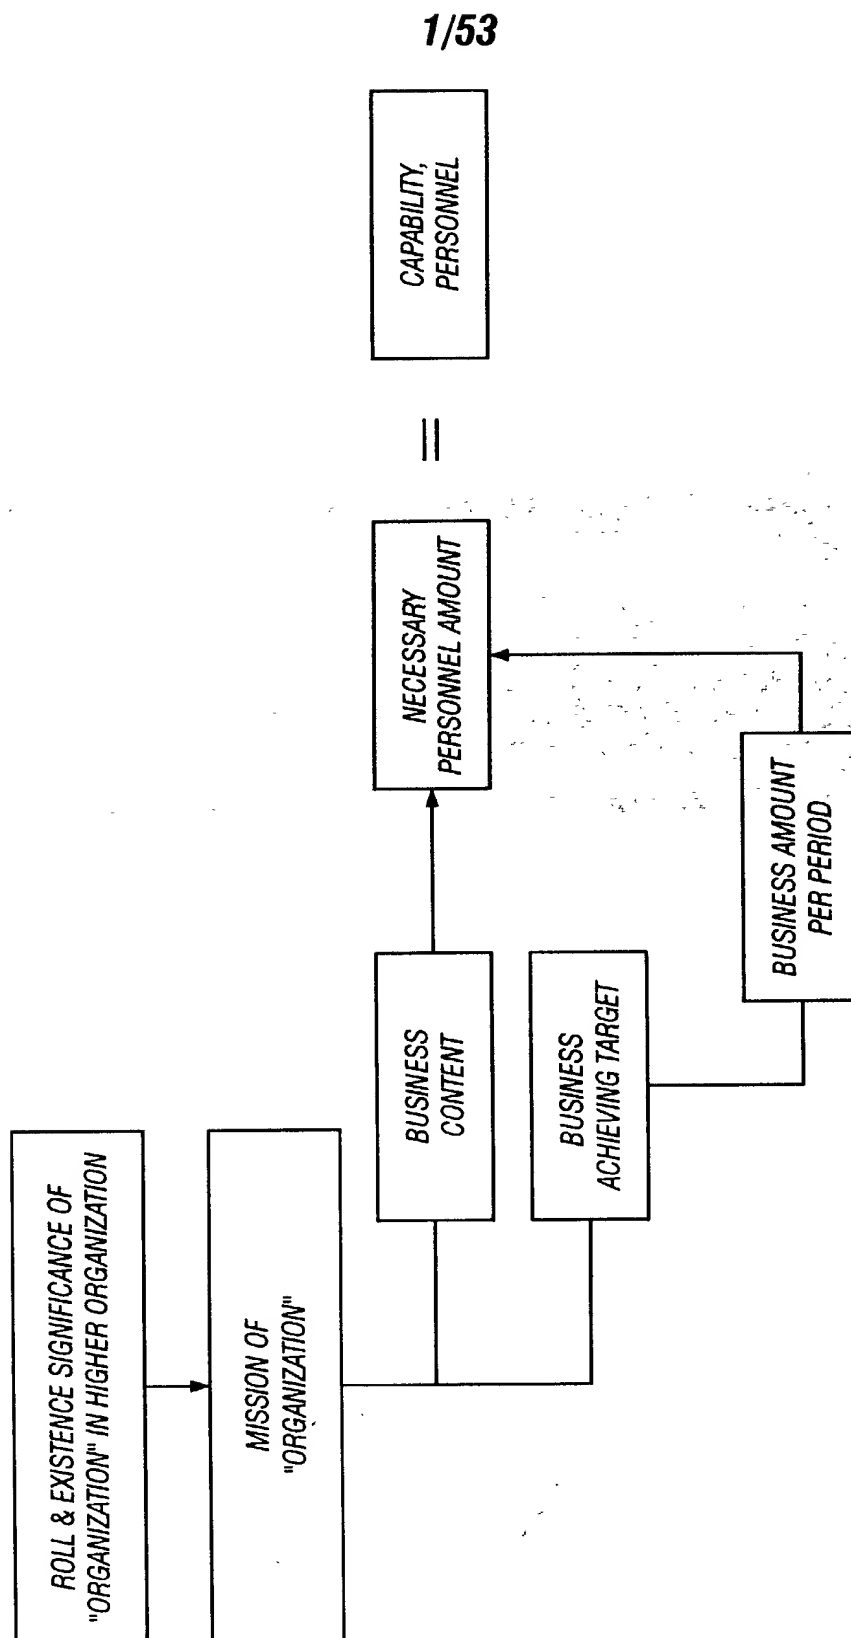 1/53
ROLL & EXISTENCE SIGNIFICANCE OF
"ORGANIZATION" IN HIGHER ORGANIZATION
MISSION OF
"ORGANIZATION"
BUSINESS
CONTENT
BUSINESS
ACHIEVING TARGET
BUSINESS AMOUNT
PER PERIOD
NECESSARY
PERSONNEL AMOUNT
=
CAPABILITY,
PERSONNEL